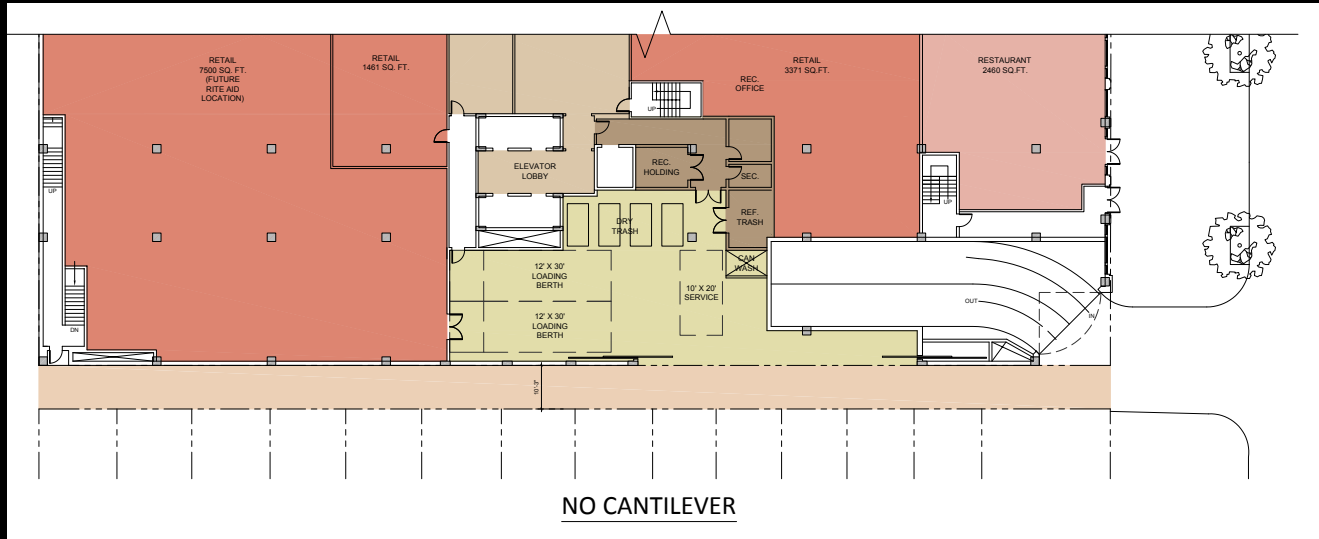 RETAIL
7500 SQ. FT.
(FUTURE
RITE AID
LOCATION)
RETAIL
1461 SQ. FT.
REC.
OFFICE
RETAIL
3371 SQ.FT.
RESTAURANT
2460 SQ.FT.
UP
UP
ELEVATOR
LOBBY
REC.
HOLDING
SEC.
UP
DRY
TRASH
REF.
TRASH
CAN
WASH
12' X 30'
LOADING
BERTH
10' X 20'
SERVICE
12' X 30'
LOADING
BERTH
DN
OUT
IN
10'-3"
NO CANTILEVER